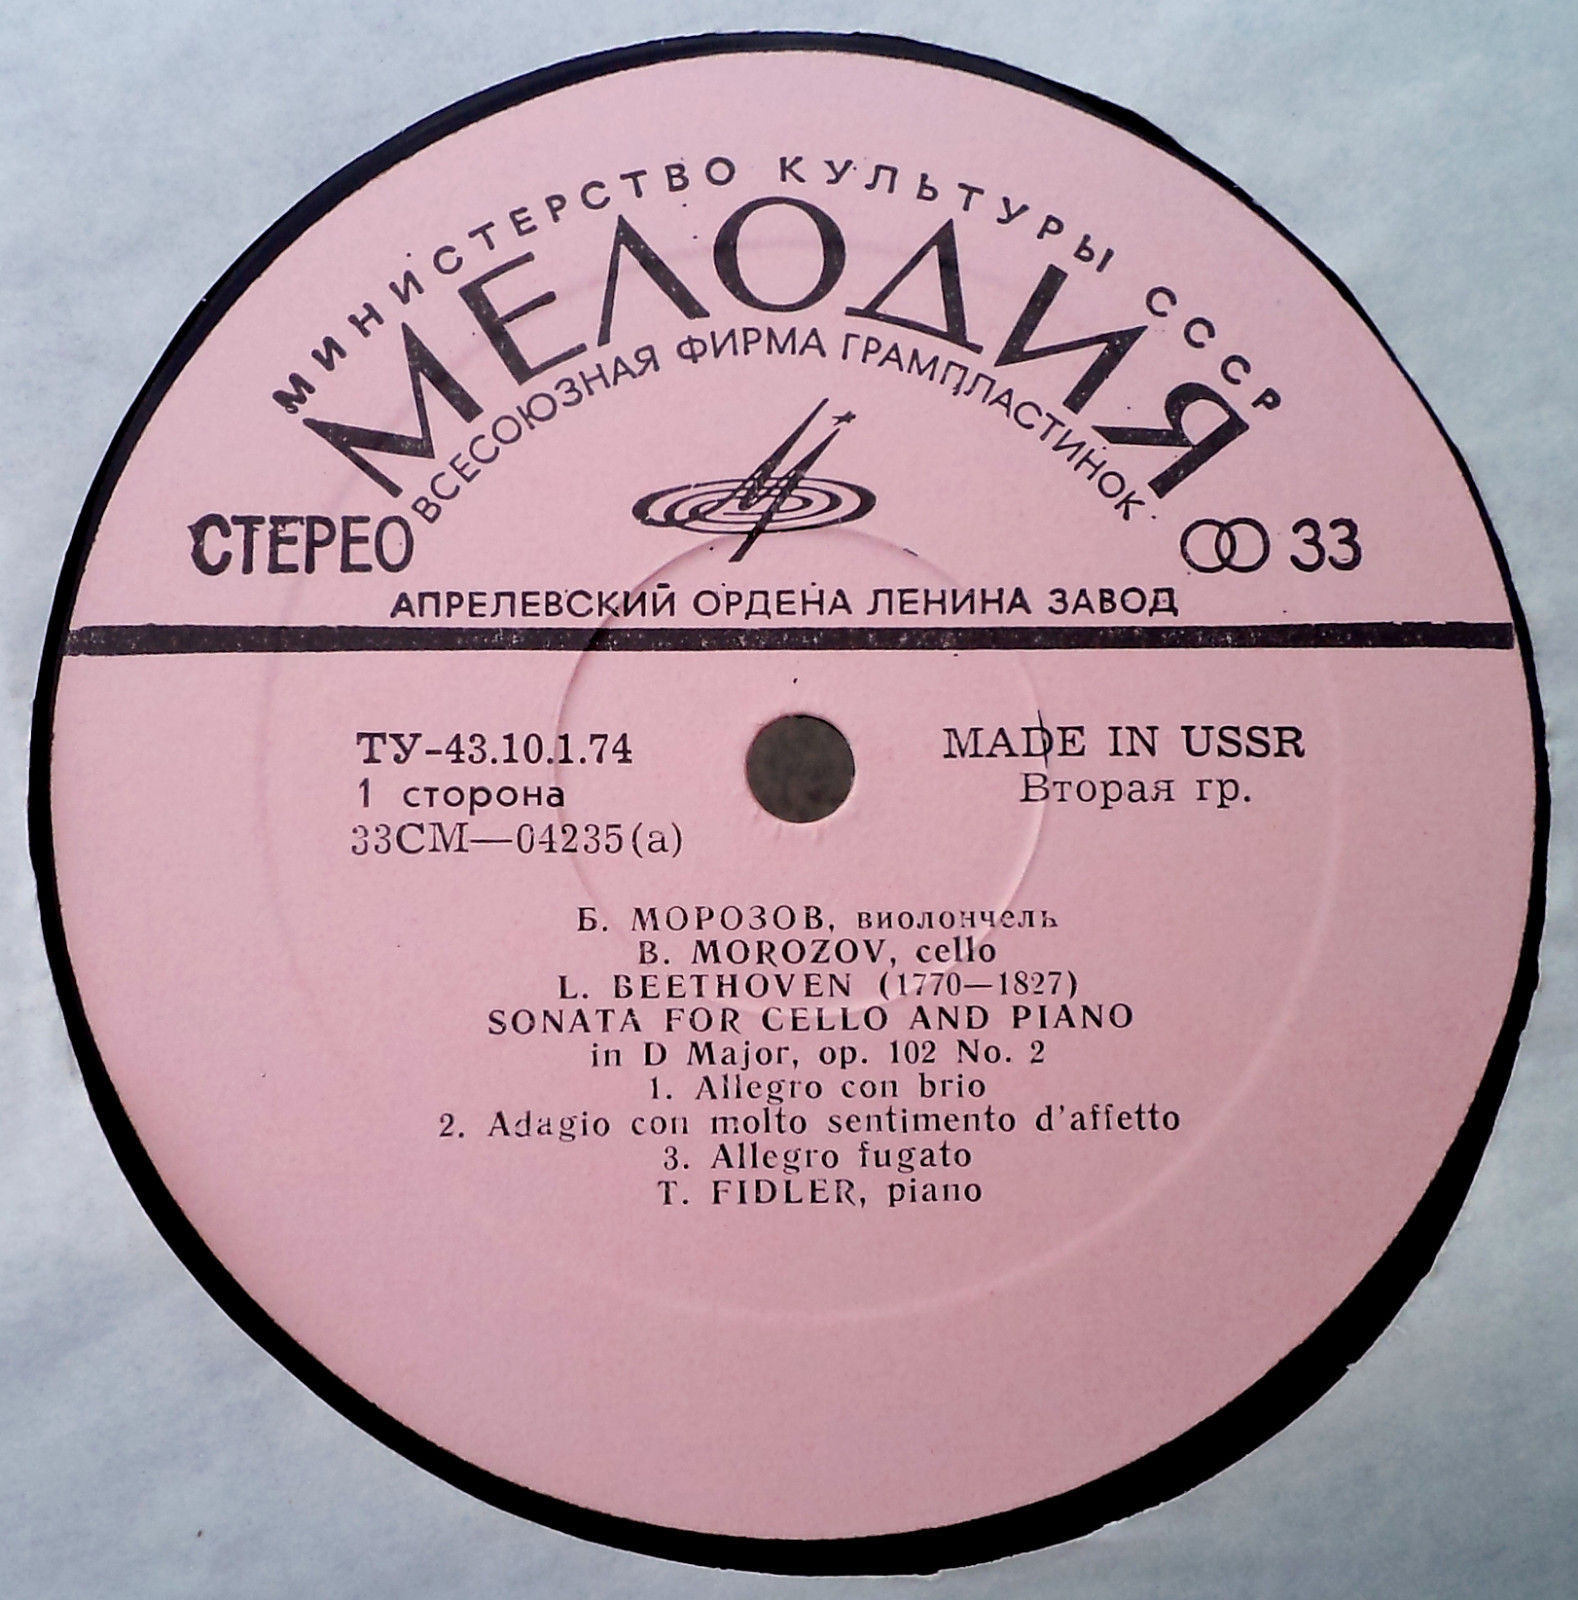 МИНИСТЕРСТВО КУЛЬТУРЫ СССР
МЕЛОДИЯ
ВСЕСОЮЗНАЯ ФИРМА ГРАМПЛАСТИНОК
СТЕРЕО
33
АПРЕЛЕВСКИЙ ОРДЕНА ЛЕНИНА ЗАВОД
ТУ-43.10.1.74
MADE IN USSR
1 сторона
Вторая гр.
33СМ—04235(а)
Б. МОРОЗОВ, виолончель
B. MOROZOV, cello
L. BEETHOVEN (1770—1827)
SONATA FOR CELLO AND PIANO
in D Major, op. 102 No. 2
1. Allegro con brio
2. Adagio con molto sentimento d'affetto
3. Allegro fugato
T. FIDLER, piano